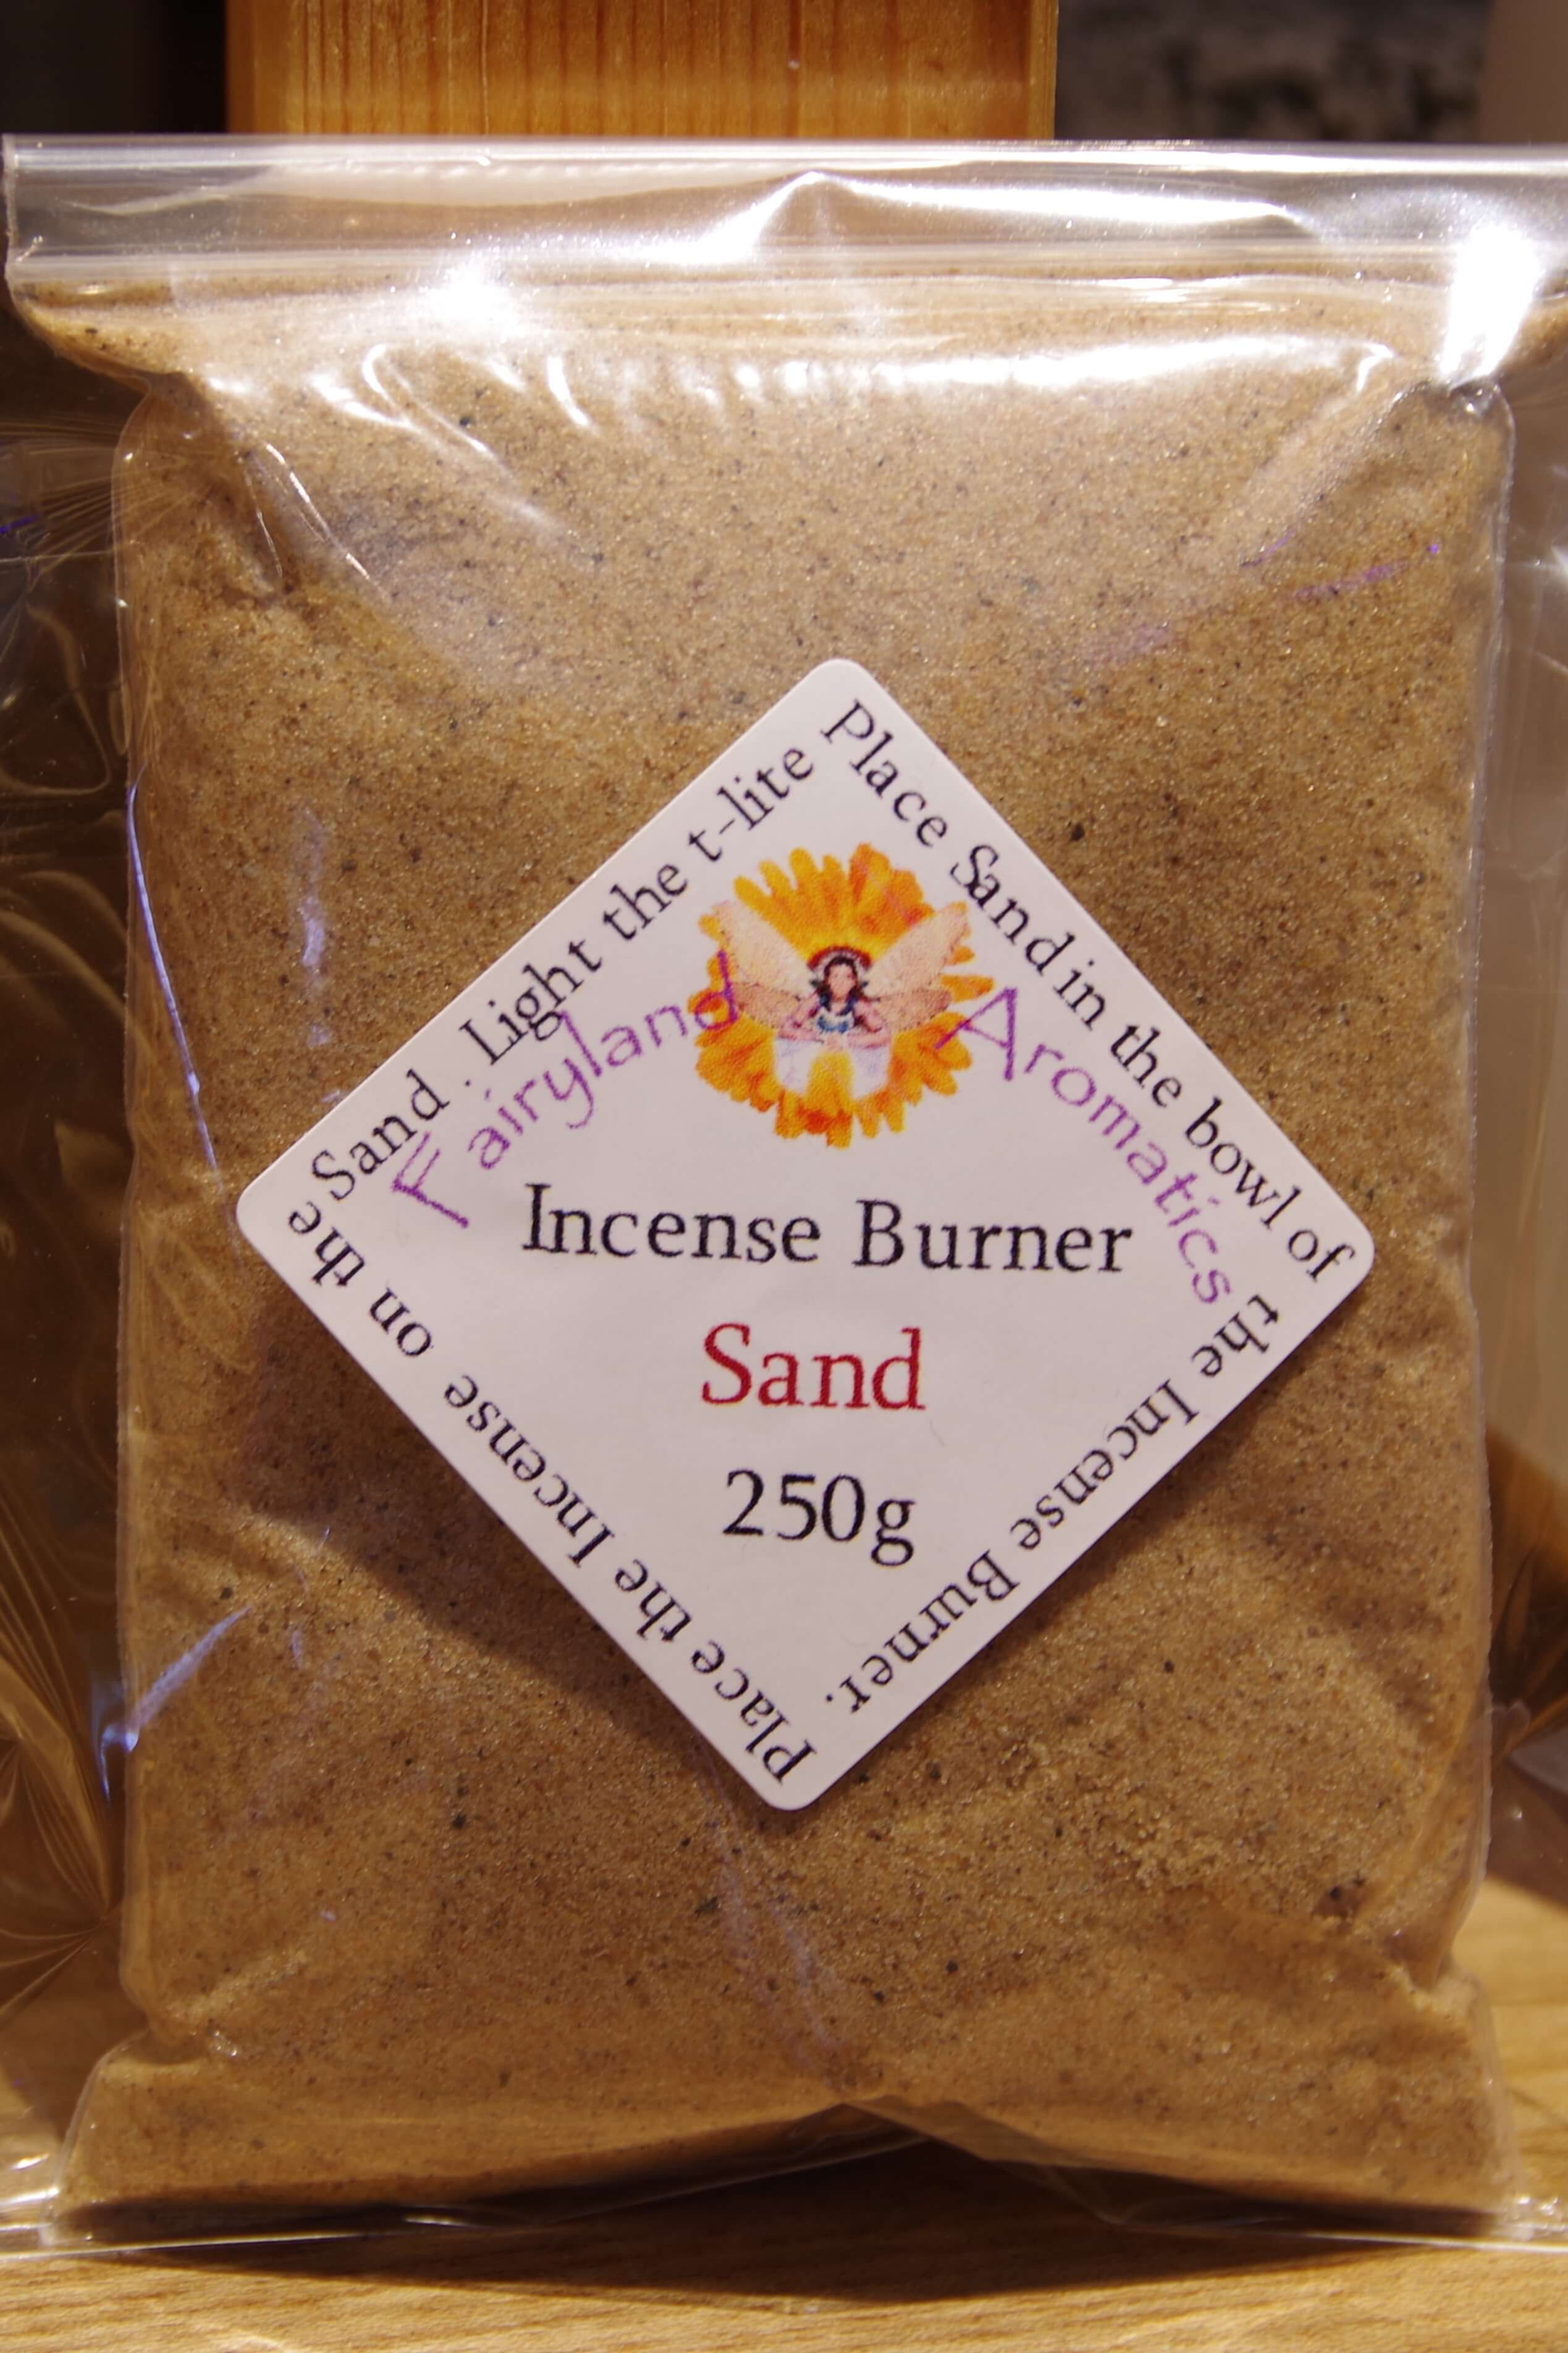 Place Sand in the bowl of
the Incense Burner.
Place the Incense on the
Sand . Light the t-lite
Fairyland Aromatics
Incense Burner
Sand
250g